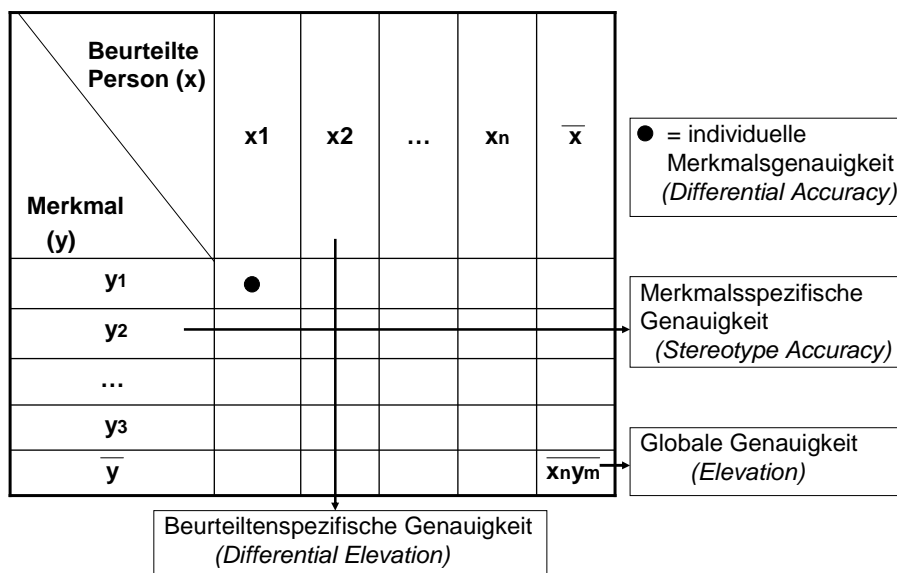 Beurteilte
Person (x)
Merkmal
(y)
x1 x2 ... xn x̅
● = individuelle
Merkmalsgenauigkeit
(Differential Accuracy)
y1 ●
Merkmalsspezifische
Genauigkeit
(Stereotype Accuracy)
y2
...
y3
y̅ x̅n̅y̅m̅
Globale Genauigkeit
(Elevation)
Beurteiltenspezifische Genauigkeit
(Differential Elevation)